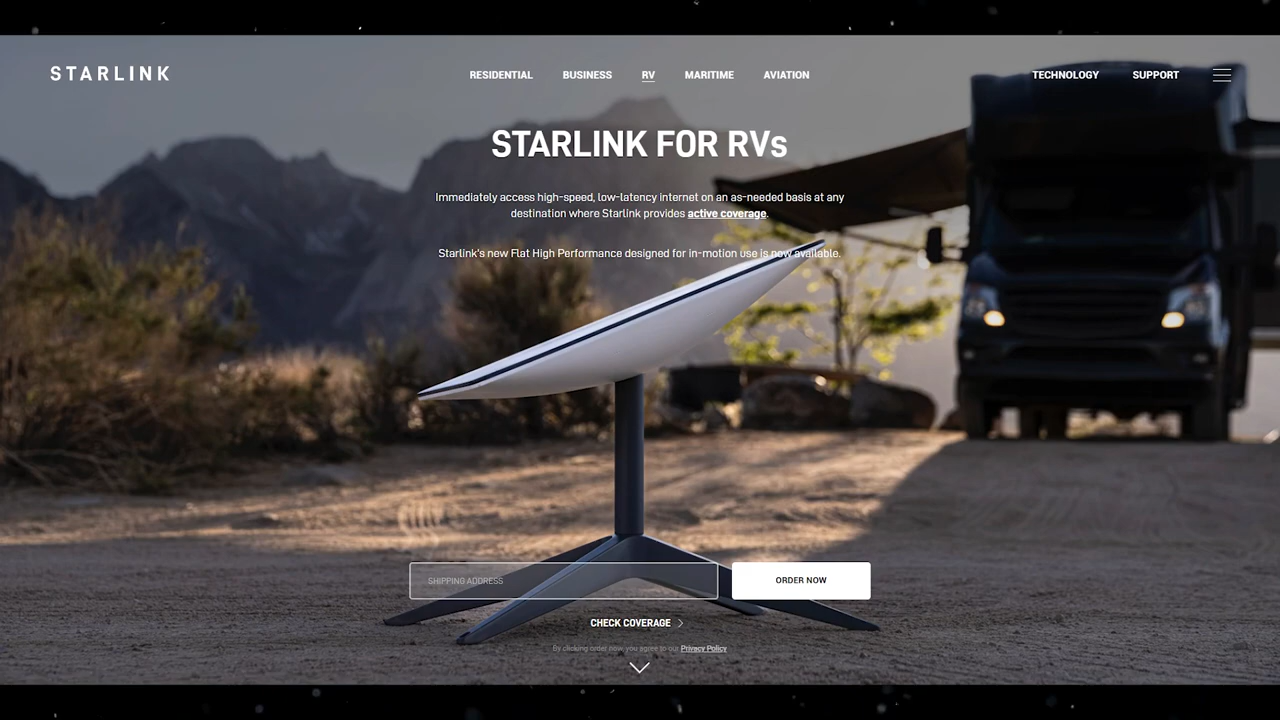 STARLINK
RESIDENTIAL
BUSINESS
RV
MARITIME
AVIATION
TECHNOLOGY
SUPPORT
STARLINK FOR RVs
Immediately access high-speed, low-latency internet on an as-needed basis at any
destination where Starlink provides active coverage.
Starlink's new Flat High Performance designed for in-motion use is now available.
SHIPPING ADDRESS
ORDER NOW
CHECK COVERAGE
By clicking order now, you agree to our Privacy Policy